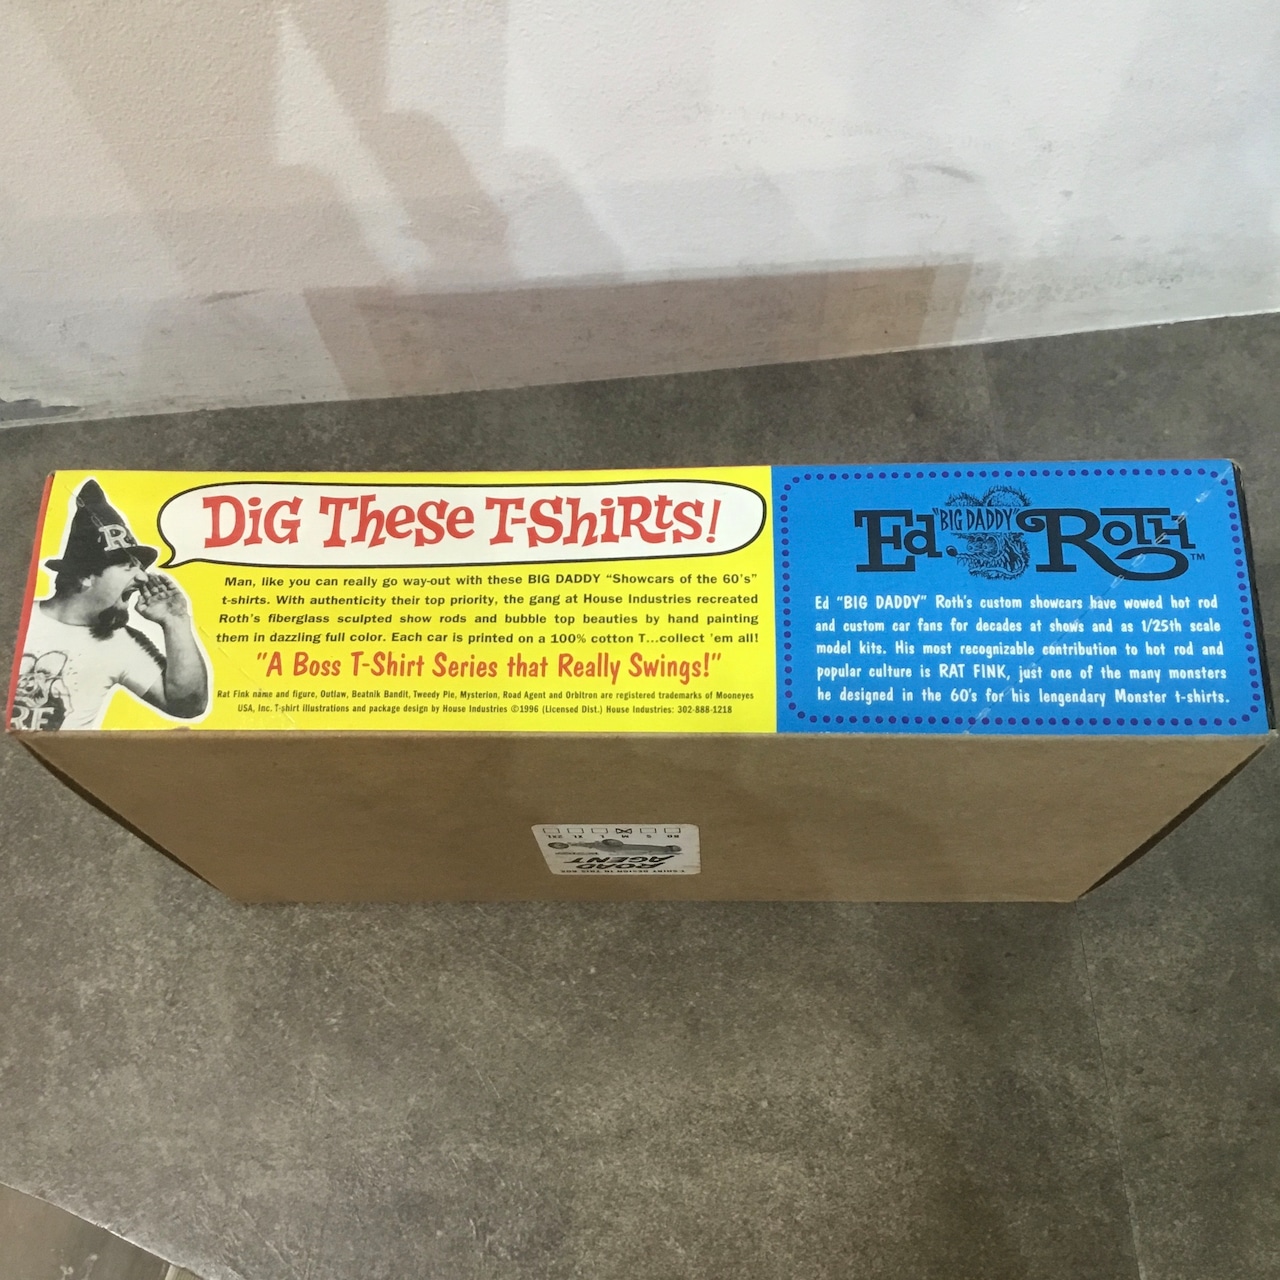 DiG These T-ShiRts!
Man, like you can really go way-out with these BIG DADDY "Showcars of the 60's"
t-shirts. With authenticity their top priority, the gang at House Industries recreated
Roth's fiberglass sculpted show rods and bubble top beauties by hand painting
them in dazzling full color. Each car is printed on a 100% cotton T...collect 'em all!
"A Boss T-Shirt Series that Really Swings!"
Rat Fink name and figure, Outlaw, Beatnik Bandit, Tweedy Pie, Mysterion, Road Agent and Orbitron are registered trademarks of Mooneyes
USA, Inc. T-shirt illustrations and package design by House Industries ©1996 (Licensed Dist.) House Industries: 302-888-1218
R
RF
Ed. "BIG DADDY" Roth™
Ed "BIG DADDY" Roth's custom showcars have wowed hot rod
and custom car fans for decades at shows and as 1/25th scale
model kits. His most recognizable contribution to hot rod and
popular culture is RAT FINK, just one of the many monsters
he designed in the 60's for his lengendary Monster t-shirts.
T-SHIRT DESIGN IN THIS BOX
ROAD
AGENT
S M L XL 2XL